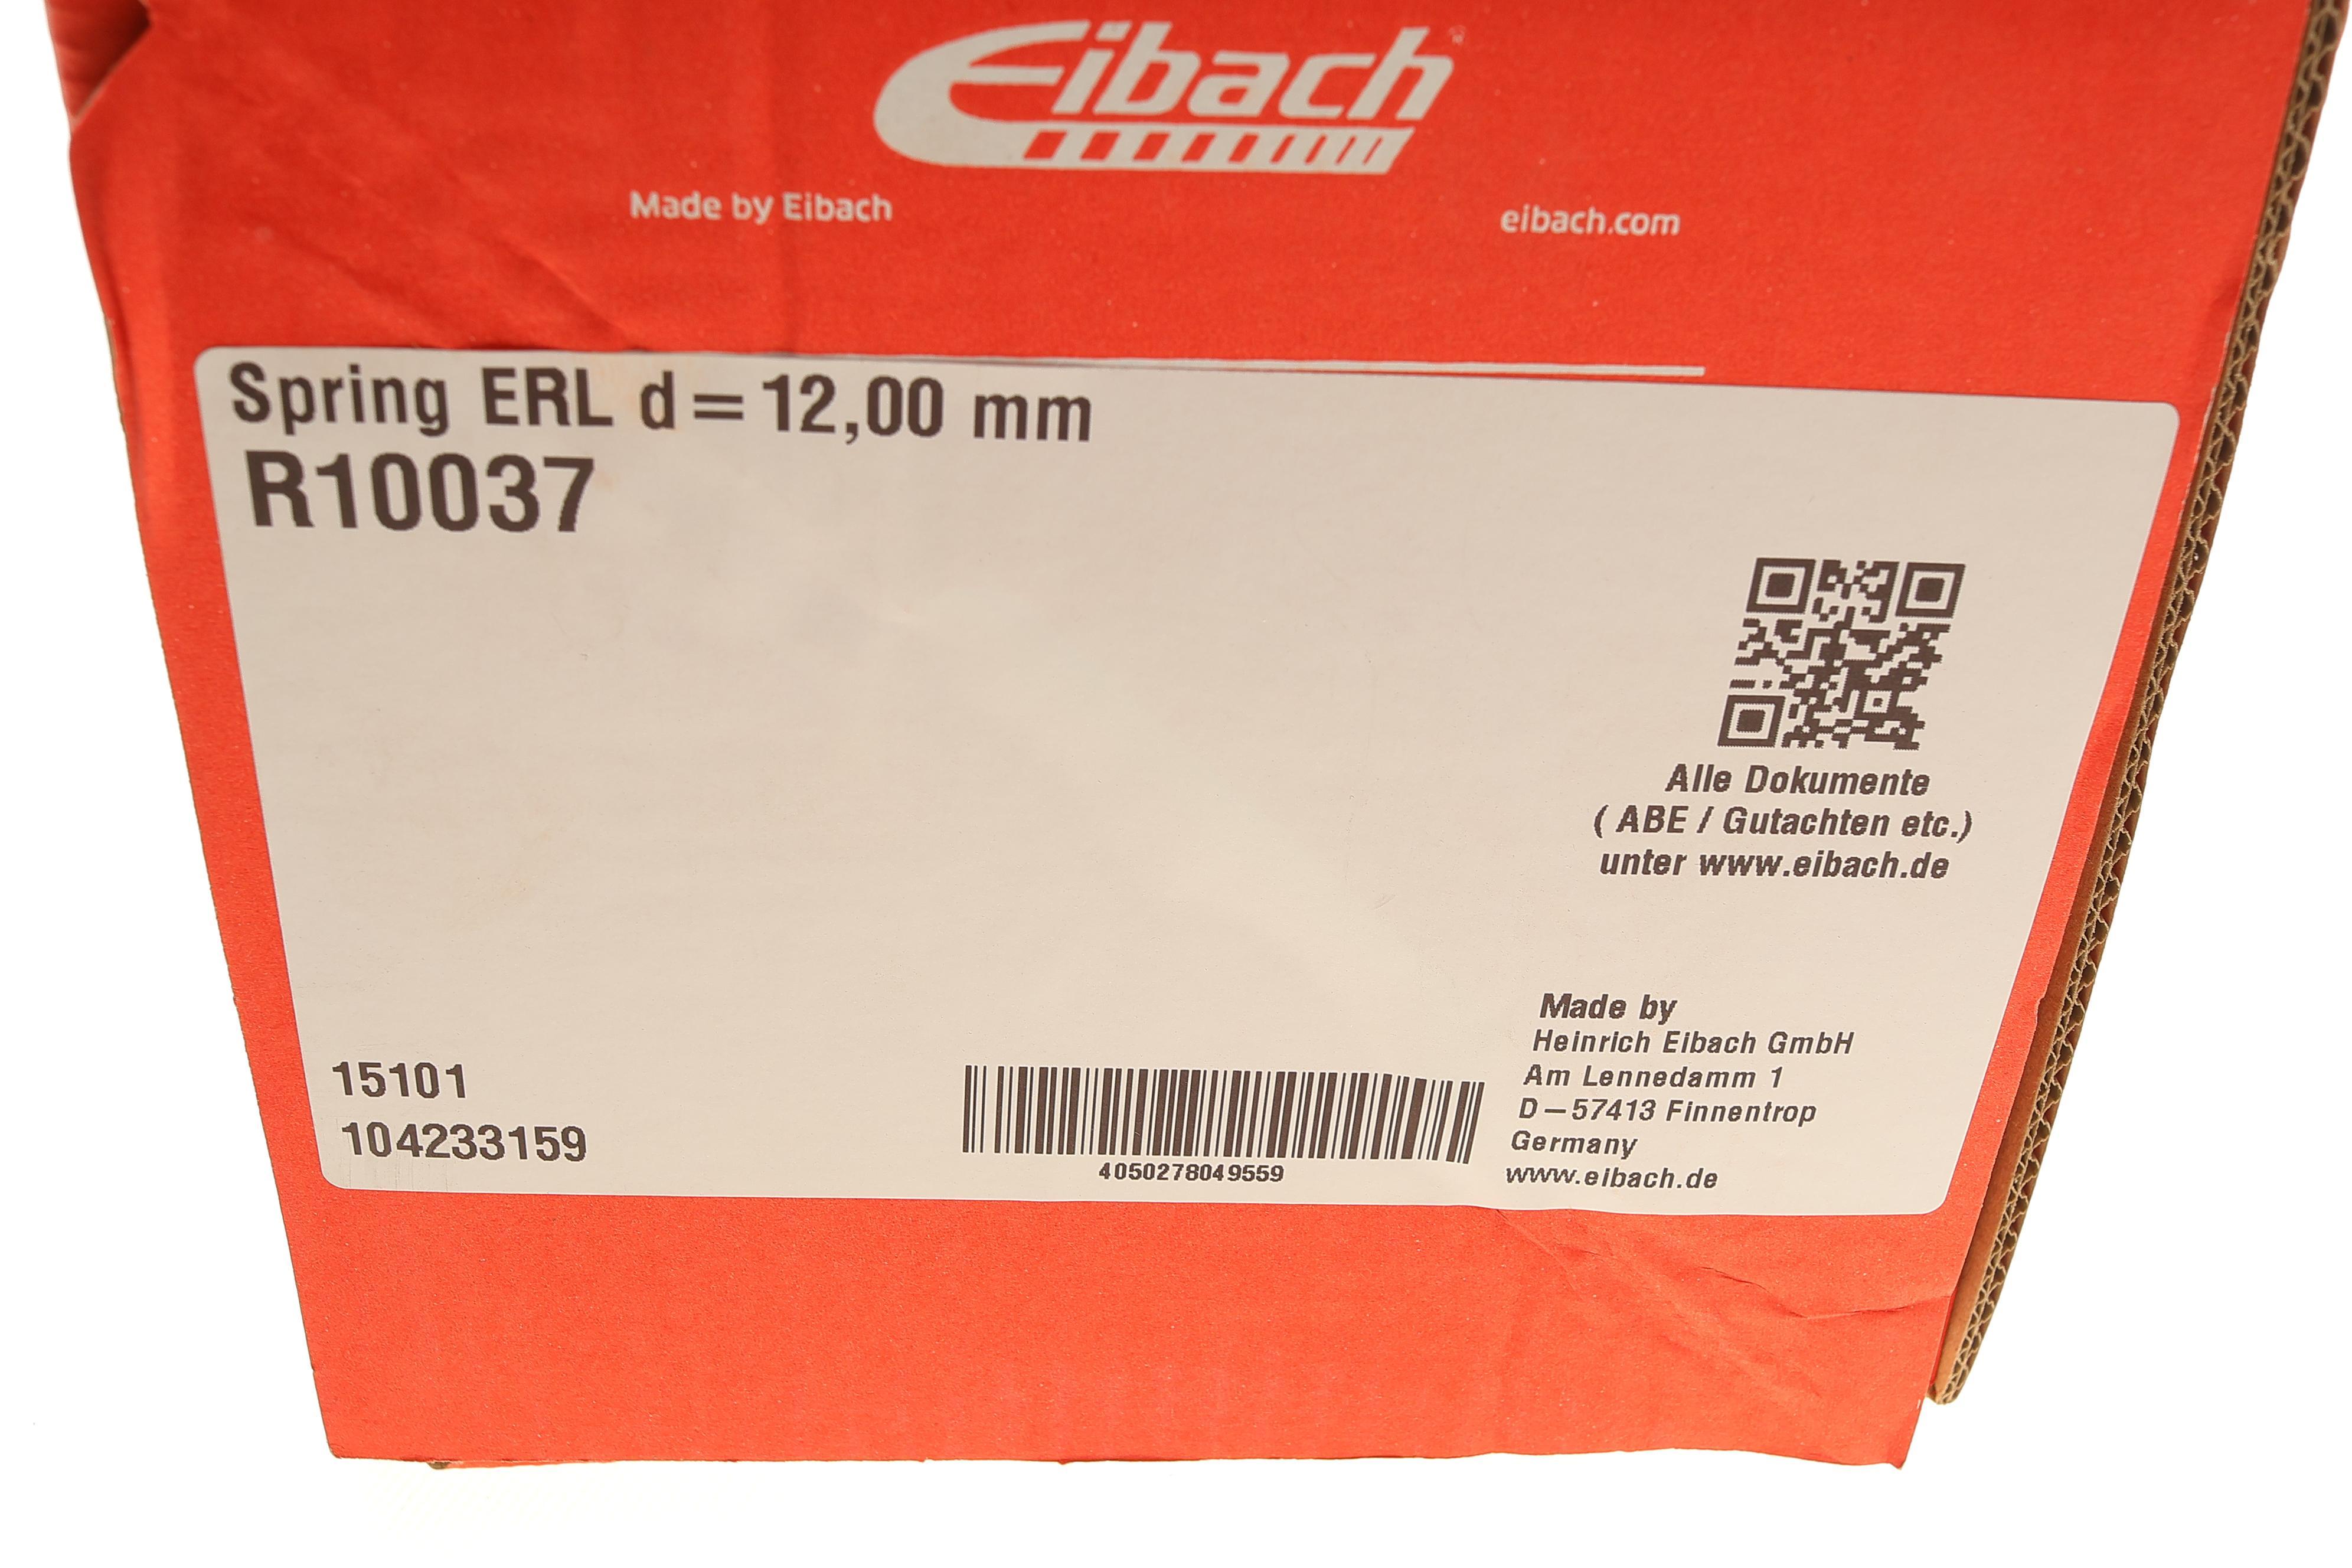 Eibach
Made by Eibach
eibach.com
Spring ERL d=12,00 mm
R10037
Alle Dokumente
( ABE / Gutachten etc.)
unter www.eibach.de
Made by
Heinrich Eibach GmbH
Am Lennedamm 1
D–57413 Finnentrop
Germany
www.eibach.de
15101
104233159
4050278049559